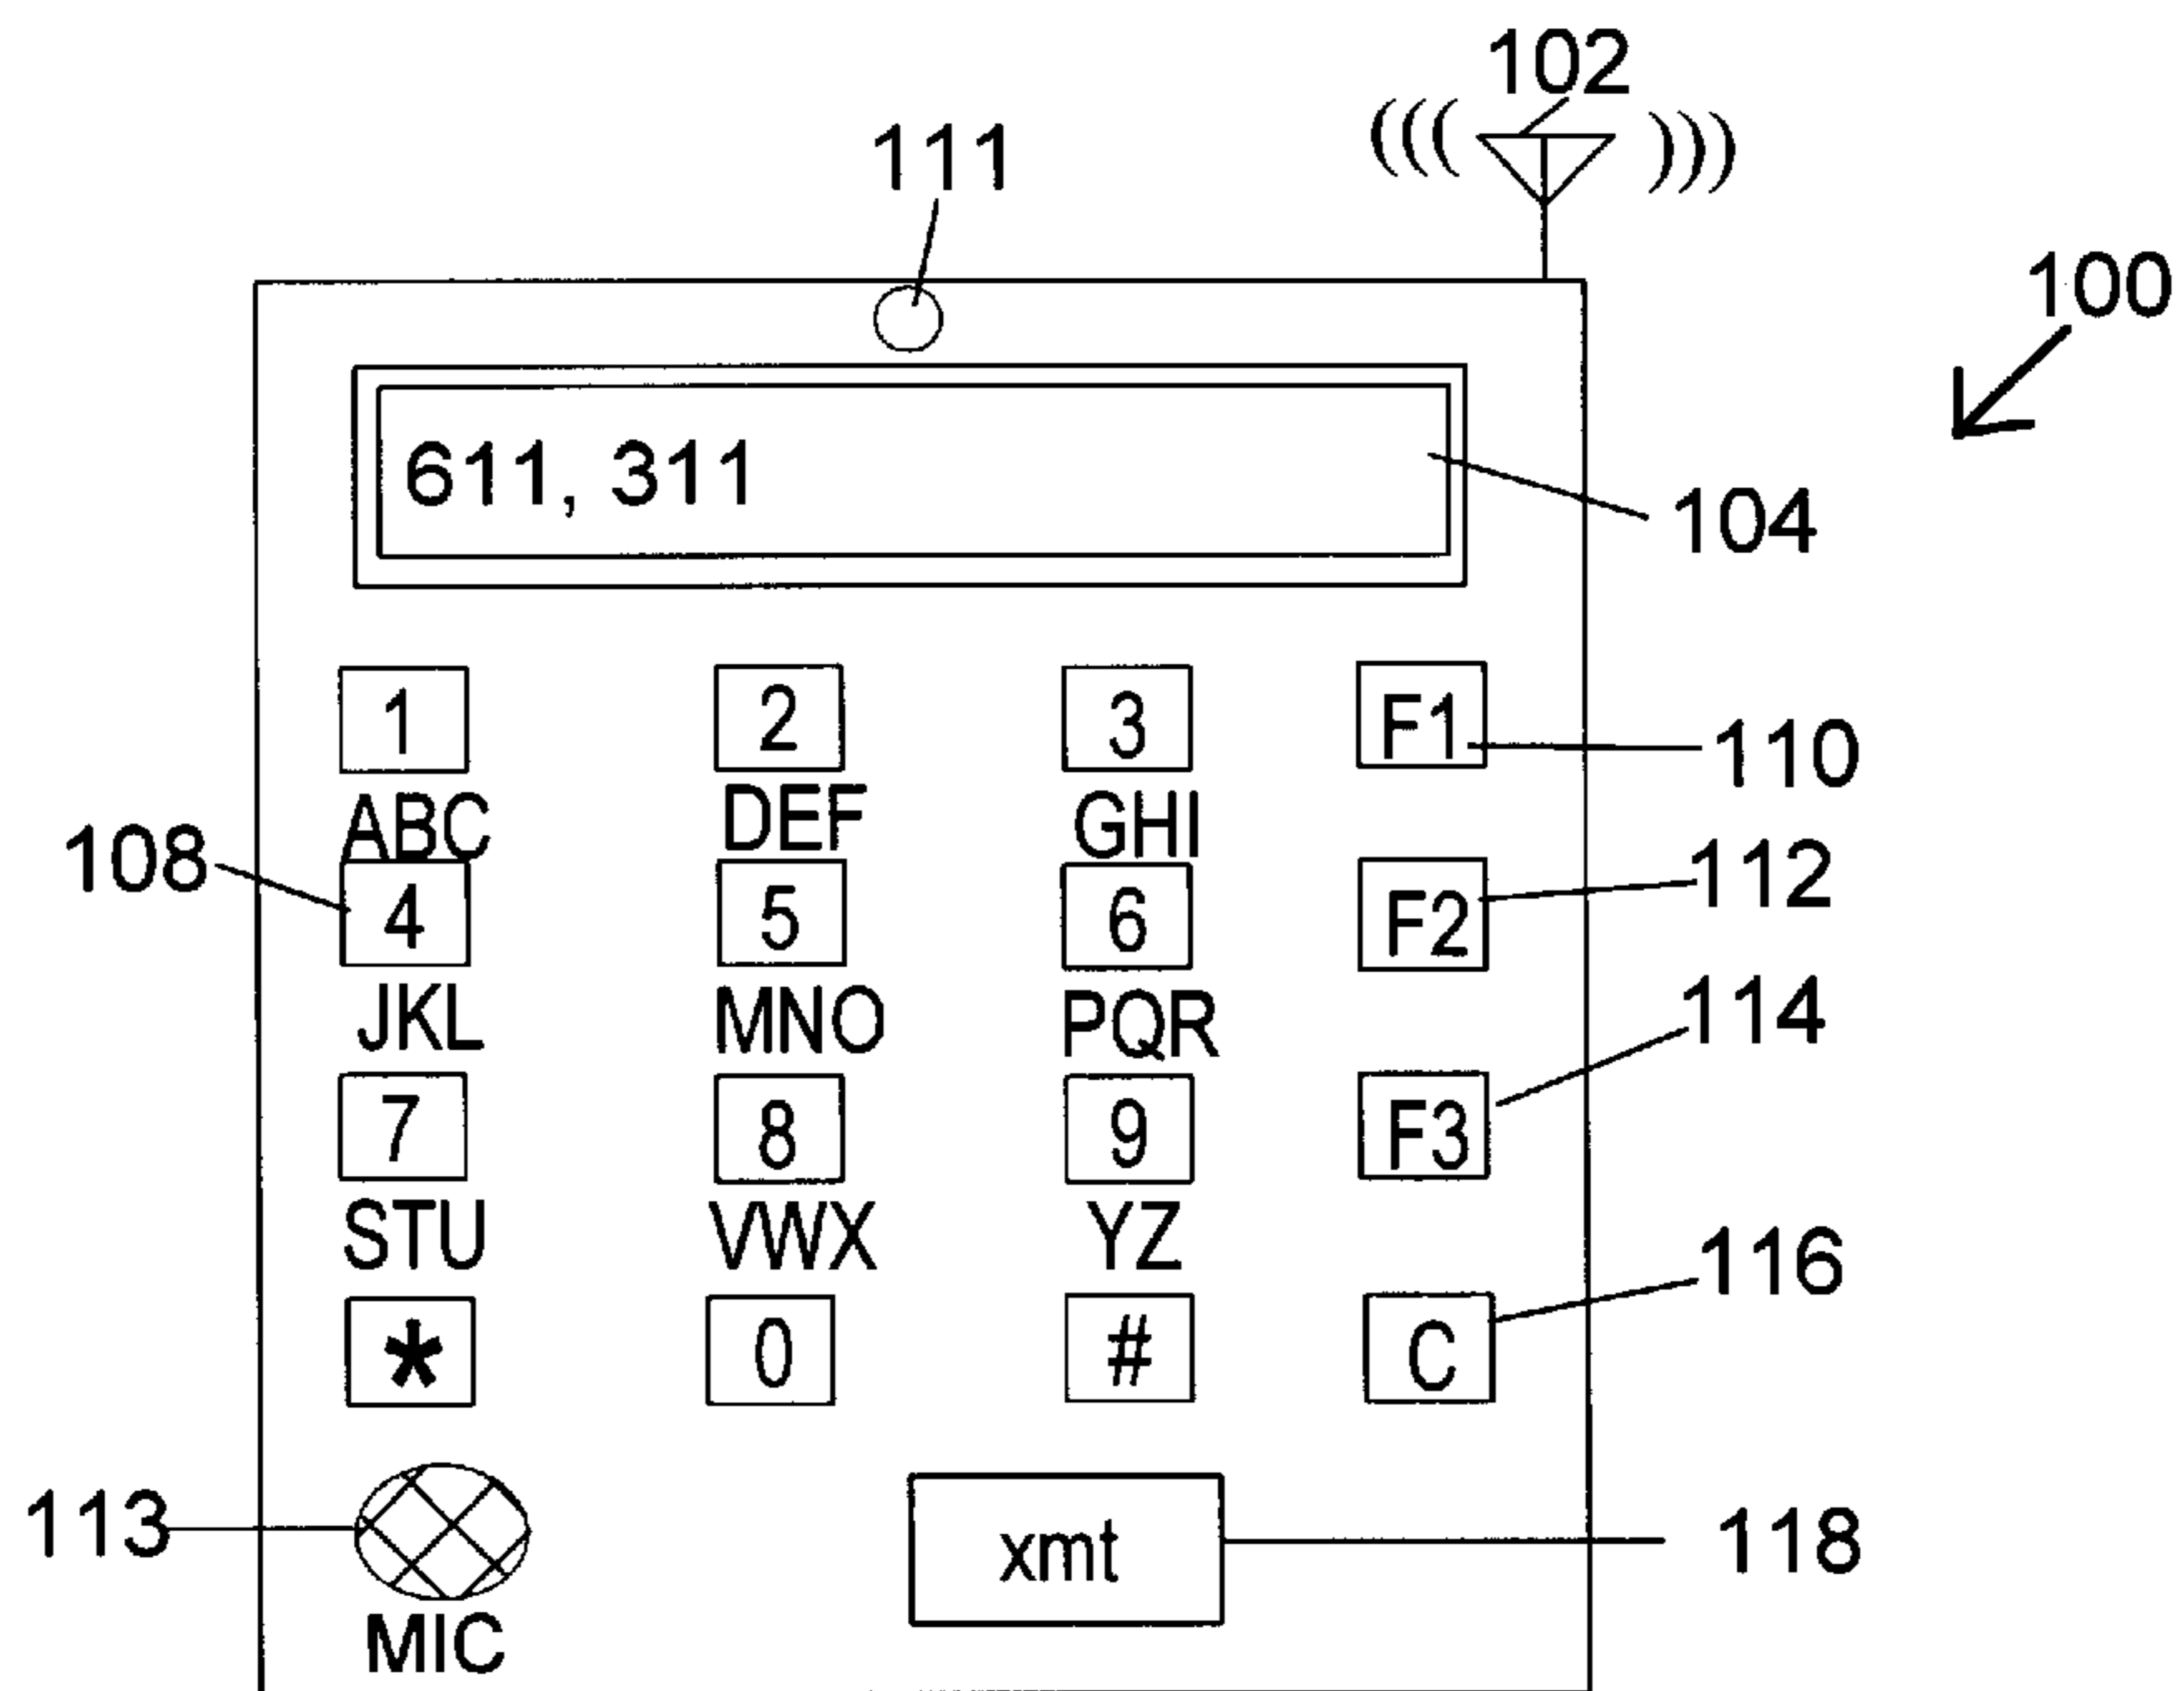 102
111
100
611, 311
104
1 2 3 F1
110
ABC DEF GHI
108
4 5 6 F2
112
JKL MNO PQR
114
7 8 9 F3
STU VWX YZ
116
* 0 # C
113
xmt
118
MIC